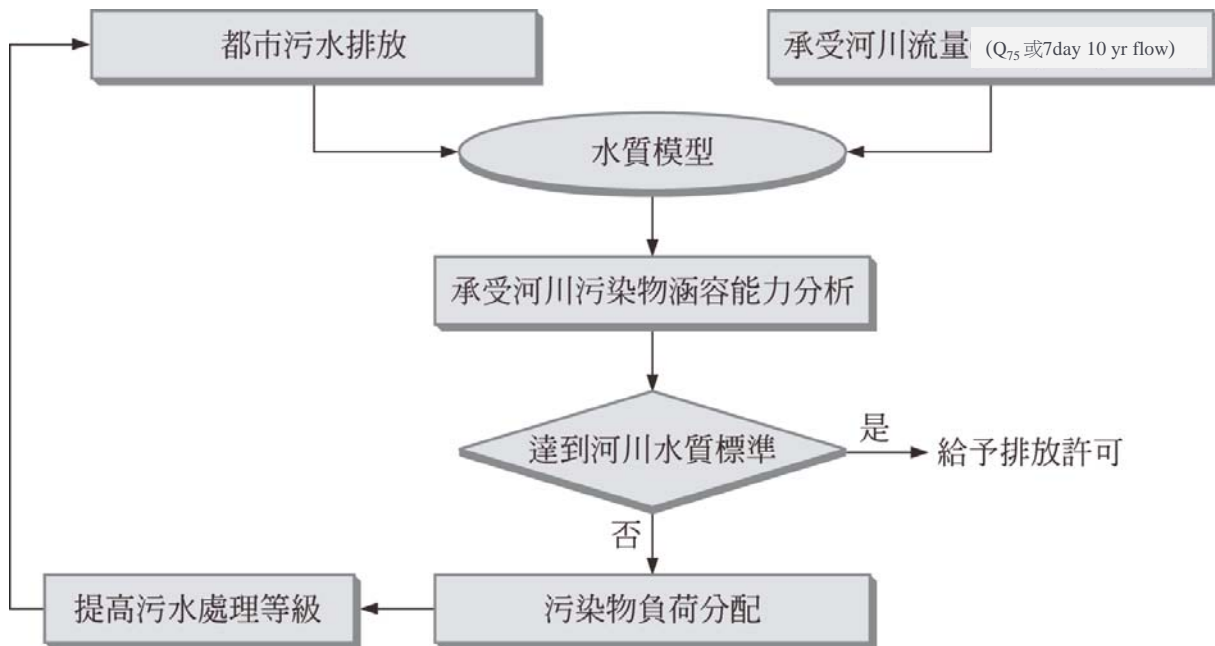 都市污水排放
承受河川流量 (Q₇₅ 或7day 10 yr flow)
水質模型
承受河川污染物涵容能力分析
達到河川水質標準
是
給予排放許可
否
提高污水處理等級
污染物負荷分配